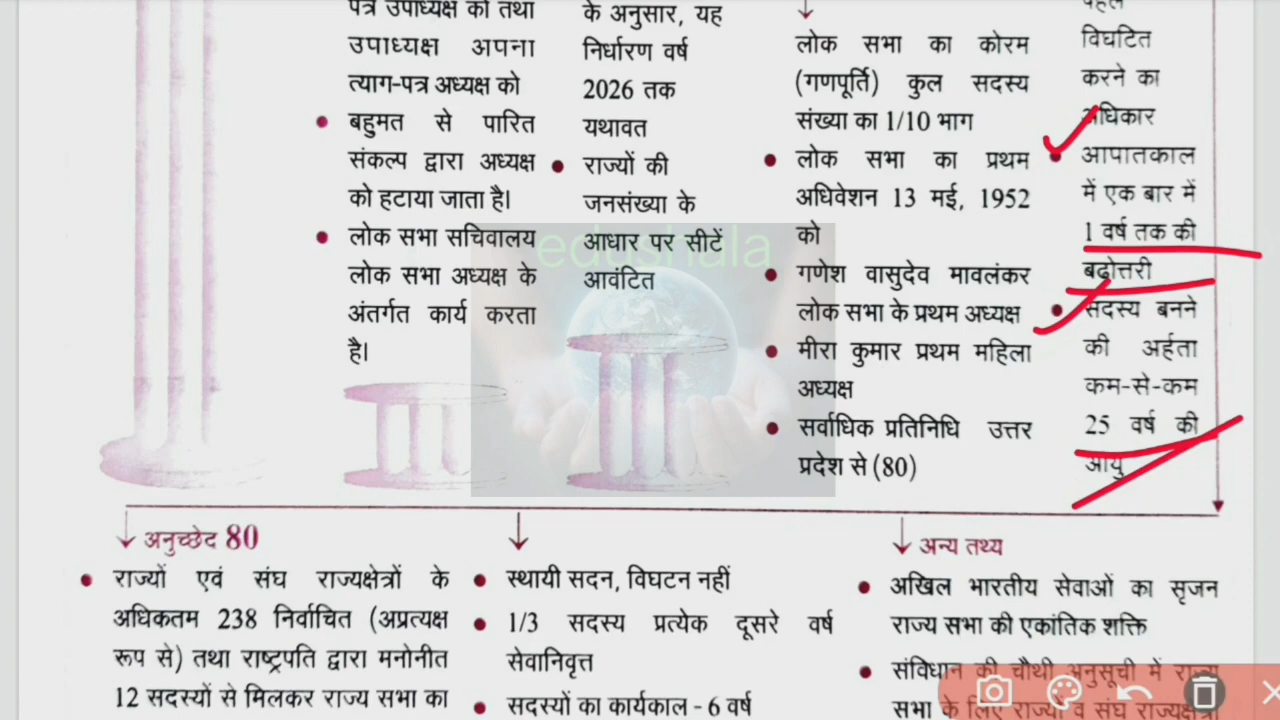 पत्र उपाध्यक्ष को तथा
उपाध्यक्ष अपना
त्याग-पत्र अध्यक्ष को
बहुमत से पारित
संकल्प द्वारा अध्यक्ष
को हटाया जाता है।
लोक सभा सचिवालय
लोक सभा अध्यक्ष के
अंतर्गत कार्य करता
है।
के अनुसार, यह
निर्धारण वर्ष
2026 तक
यथावत
राज्यों की
जनसंख्या के
आधार पर सीटें
आवंटित
edushala
लोक सभा का कोरम
(गणपूर्ति) कुल सदस्य
संख्या का 1/10 भाग
लोक सभा का प्रथम
अधिवेशन 13 मई, 1952
को
गणेश वासुदेव मावलंकर
लोक सभा के प्रथम अध्यक्ष
मीरा कुमार प्रथम महिला
अध्यक्ष
सर्वाधिक प्रतिनिधि उत्तर
प्रदेश से (80)
पहले
विघटित
करने का
अधिकार
आपातकाल
में एक बार में
1 वर्ष तक की
बढ़ोत्तरी
सदस्य बनने
की अर्हता
कम-से-कम
25 वर्ष की
आयु
अनुच्छेद 80
राज्यों एवं संघ राज्यक्षेत्रों के
अधिकतम 238 निर्वाचित (अप्रत्यक्ष
रूप से) तथा राष्ट्रपति द्वारा मनोनीत
12 सदस्यों से मिलकर राज्य सभा का
स्थायी सदन, विघटन नहीं
1/3 सदस्य प्रत्येक दूसरे वर्ष
सेवानिवृत्त
सदस्यों का कार्यकाल - 6 वर्ष
अन्य तथ्य
अखिल भारतीय सेवाओं का सृजन
राज्य सभा की एकांतिक शक्ति
संविधान की चौथी अनुसूची में राज्य
सभा के लिए राज्यों व संघ राज्यक्षेत्रों